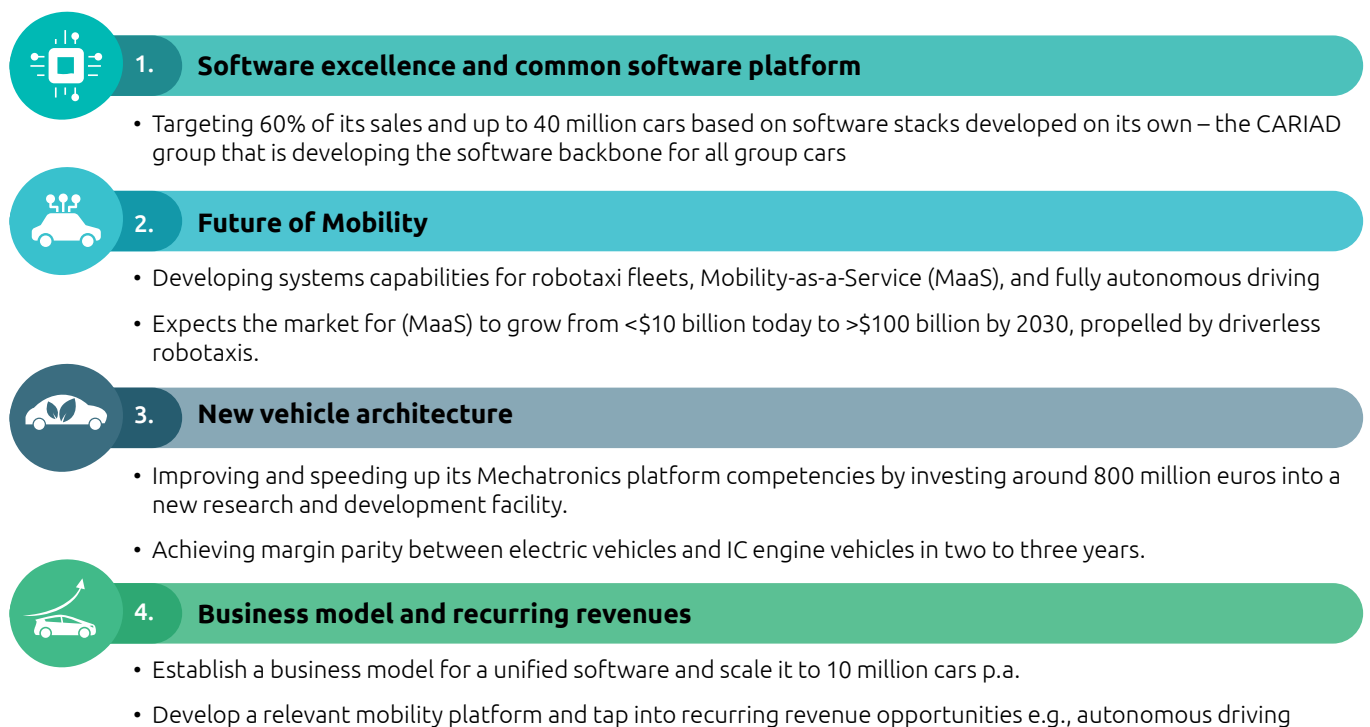 1. Software excellence and common software platform
• Targeting 60% of its sales and up to 40 million cars based on software stacks developed on its own – the CARIAD
group that is developing the software backbone for all group cars
2. Future of Mobility
• Developing systems capabilities for robotaxi fleets, Mobility-as-a-Service (MaaS), and fully autonomous driving
• Expects the market for (MaaS) to grow from <$10 billion today to >$100 billion by 2030, propelled by driverless
robotaxis.
3. New vehicle architecture
• Improving and speeding up its Mechatronics platform competencies by investing around 800 million euros into a
new research and development facility.
• Achieving margin parity between electric vehicles and IC engine vehicles in two to three years.
4. Business model and recurring revenues
• Establish a business model for a unified software and scale it to 10 million cars p.a.
• Develop a relevant mobility platform and tap into recurring revenue opportunities e.g., autonomous driving